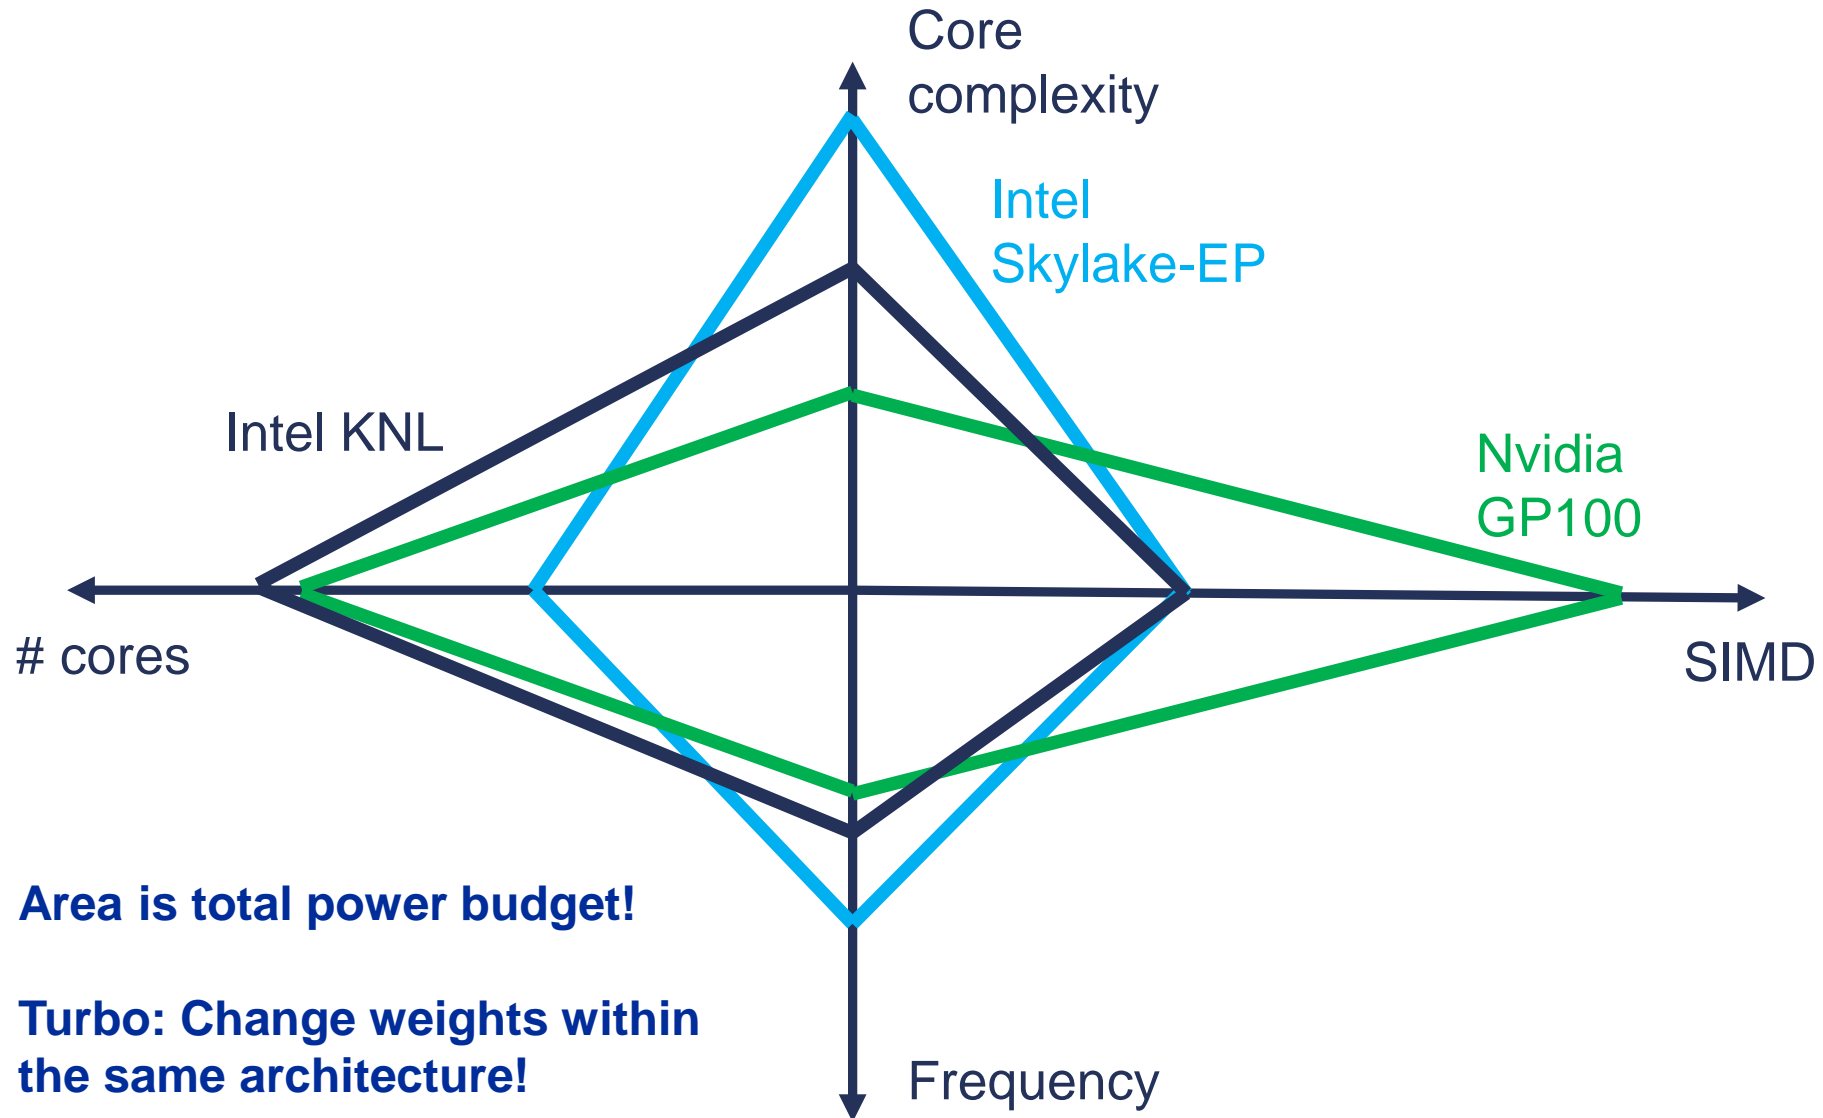 Core
complexity
Intel
Skylake-EP
Intel KNL
Nvidia
GP100
# cores
SIMD
Area is total power budget!
Turbo: Change weights within
the same architecture!
Frequency